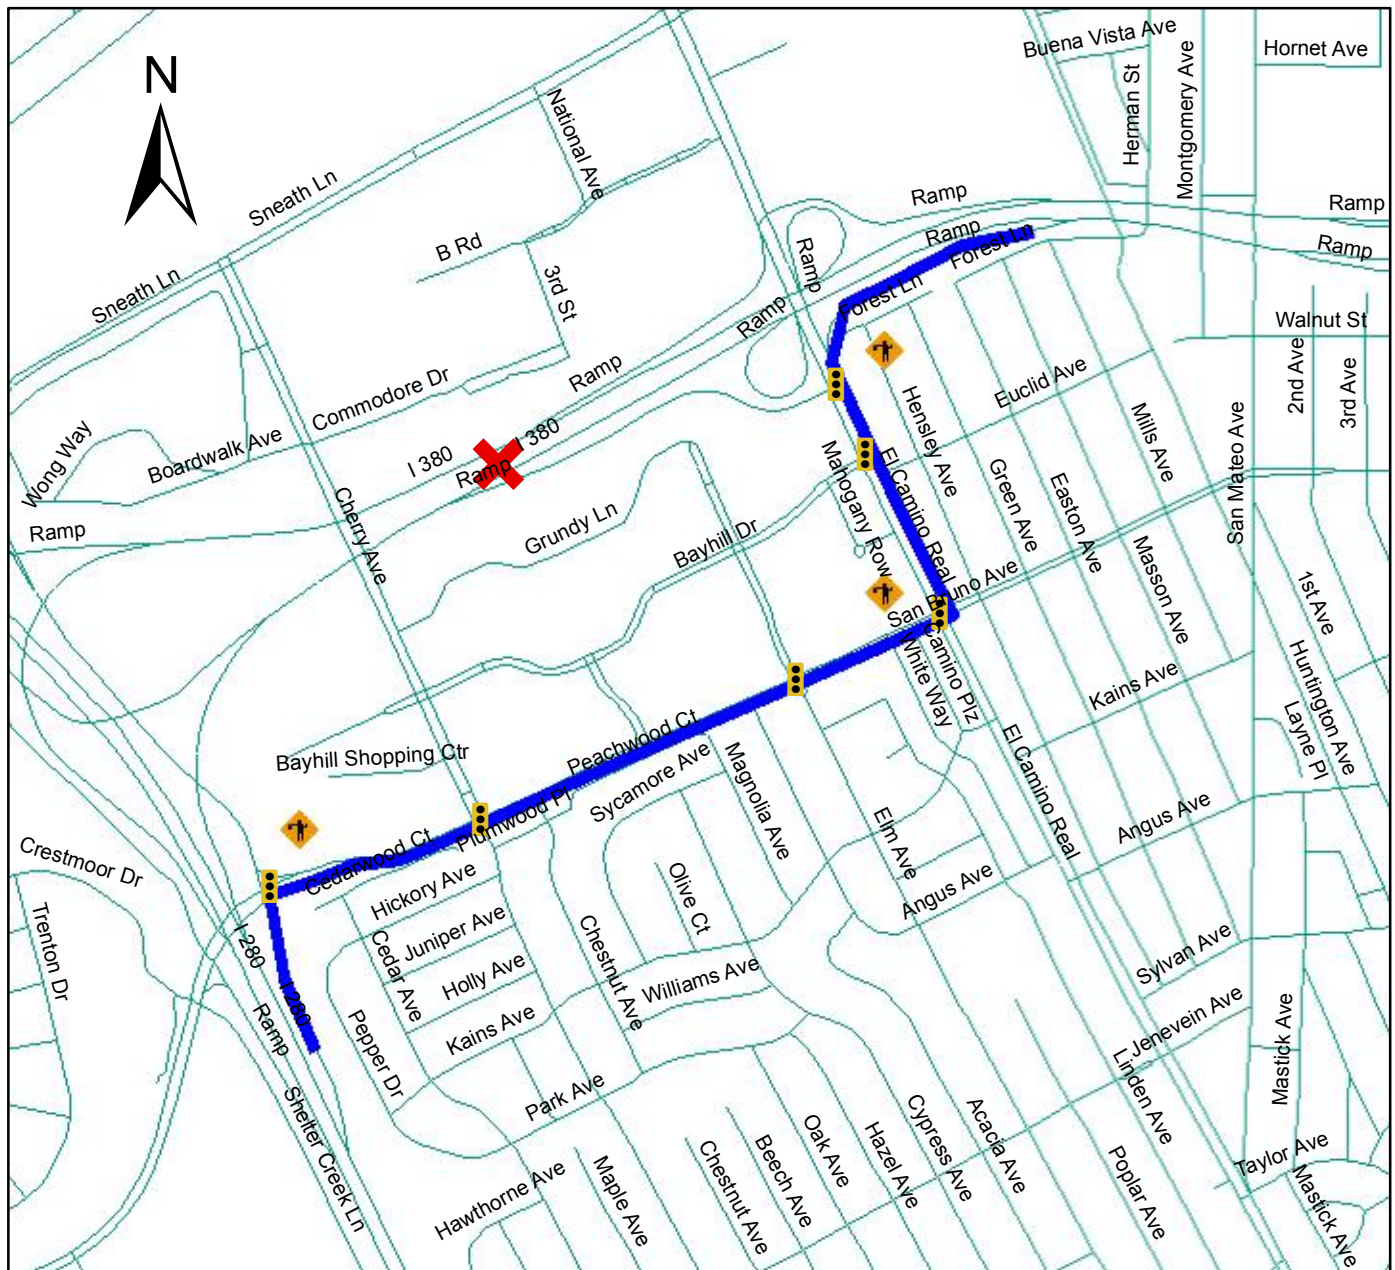 N
Buena Vista Ave
Hornet Ave
Herman St
Montgomery Ave
National Ave
Sneath Ln
Ramp
Ramp
B Rd
Ramp
Forest Ln
Ramp
Ramp
Sneath Ln
3rd St
Forest Ln
Ramp
Walnut St
2nd Ave
3rd Ave
Ramp
Euclid Ave
Commodore Dr
Hensley Ave
Mills Ave
San Mateo Ave
Wong Way
Boardwalk Ave
I 380
I 380
Ramp
Mahogany Row
El Camino Real
Green Ave
Easton Ave
Ramp
Cherry Ave
Grundy Ln
Bayhill Dr
Masson Ave
San Bruno Ave
1st Ave
Camino Plz
White Way
Kains Ave
Huntington Ave
Layne Pl
Bayhill Shopping Ctr
Peachwood Ct
Sycamore Ave
Magnolia Ave
El Camino Real
Plumwood Pl
Elm Ave
Angus Ave
Crestmoor Dr
Cedarwood Ct
Hickory Ave
Olive Ct
Angus Ave
Trenton Dr
I 280
Cedar Ave
Juniper Ave
Chestnut Ave
Holly Ave
Williams Ave
Sylvan Ave
I 280
Ramp
Pepper Dr
Kains Ave
Jenevein Ave
Linden Ave
Mastick Ave
Shelter Creek Ln
Park Ave
Oak Ave
Hazel Ave
Cypress Ave
Acacia Ave
Beech Ave
Chestnut Ave
Hawthorne Ave
Maple Ave
Poplar Ave
Taylor Ave
Mastick Ave